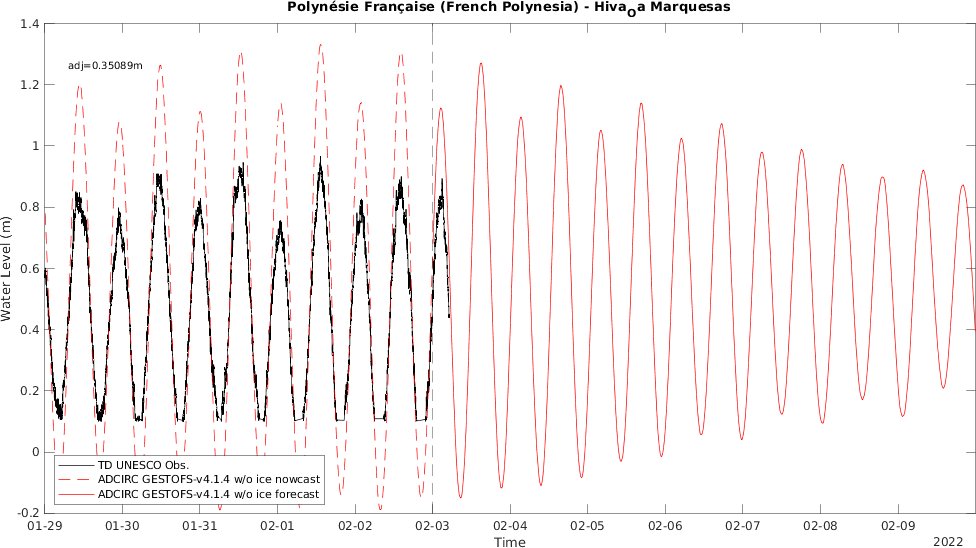 Polynésie Française (French Polynesia) - Hiva_Oa Marquesas
1.4
1.2
1
0.8
0.6
0.4
0.2
0
-0.2
Water Level (m)
adj=0.35089m
TD UNESCO Obs.
ADCIRC GESTOFS-v4.1.4 w/o ice nowcast
ADCIRC GESTOFS-v4.1.4 w/o ice forecast
01-29 01-30 01-31 02-01 02-02 02-03 02-04 02-05 02-06 02-07 02-08 02-09
Time
2022